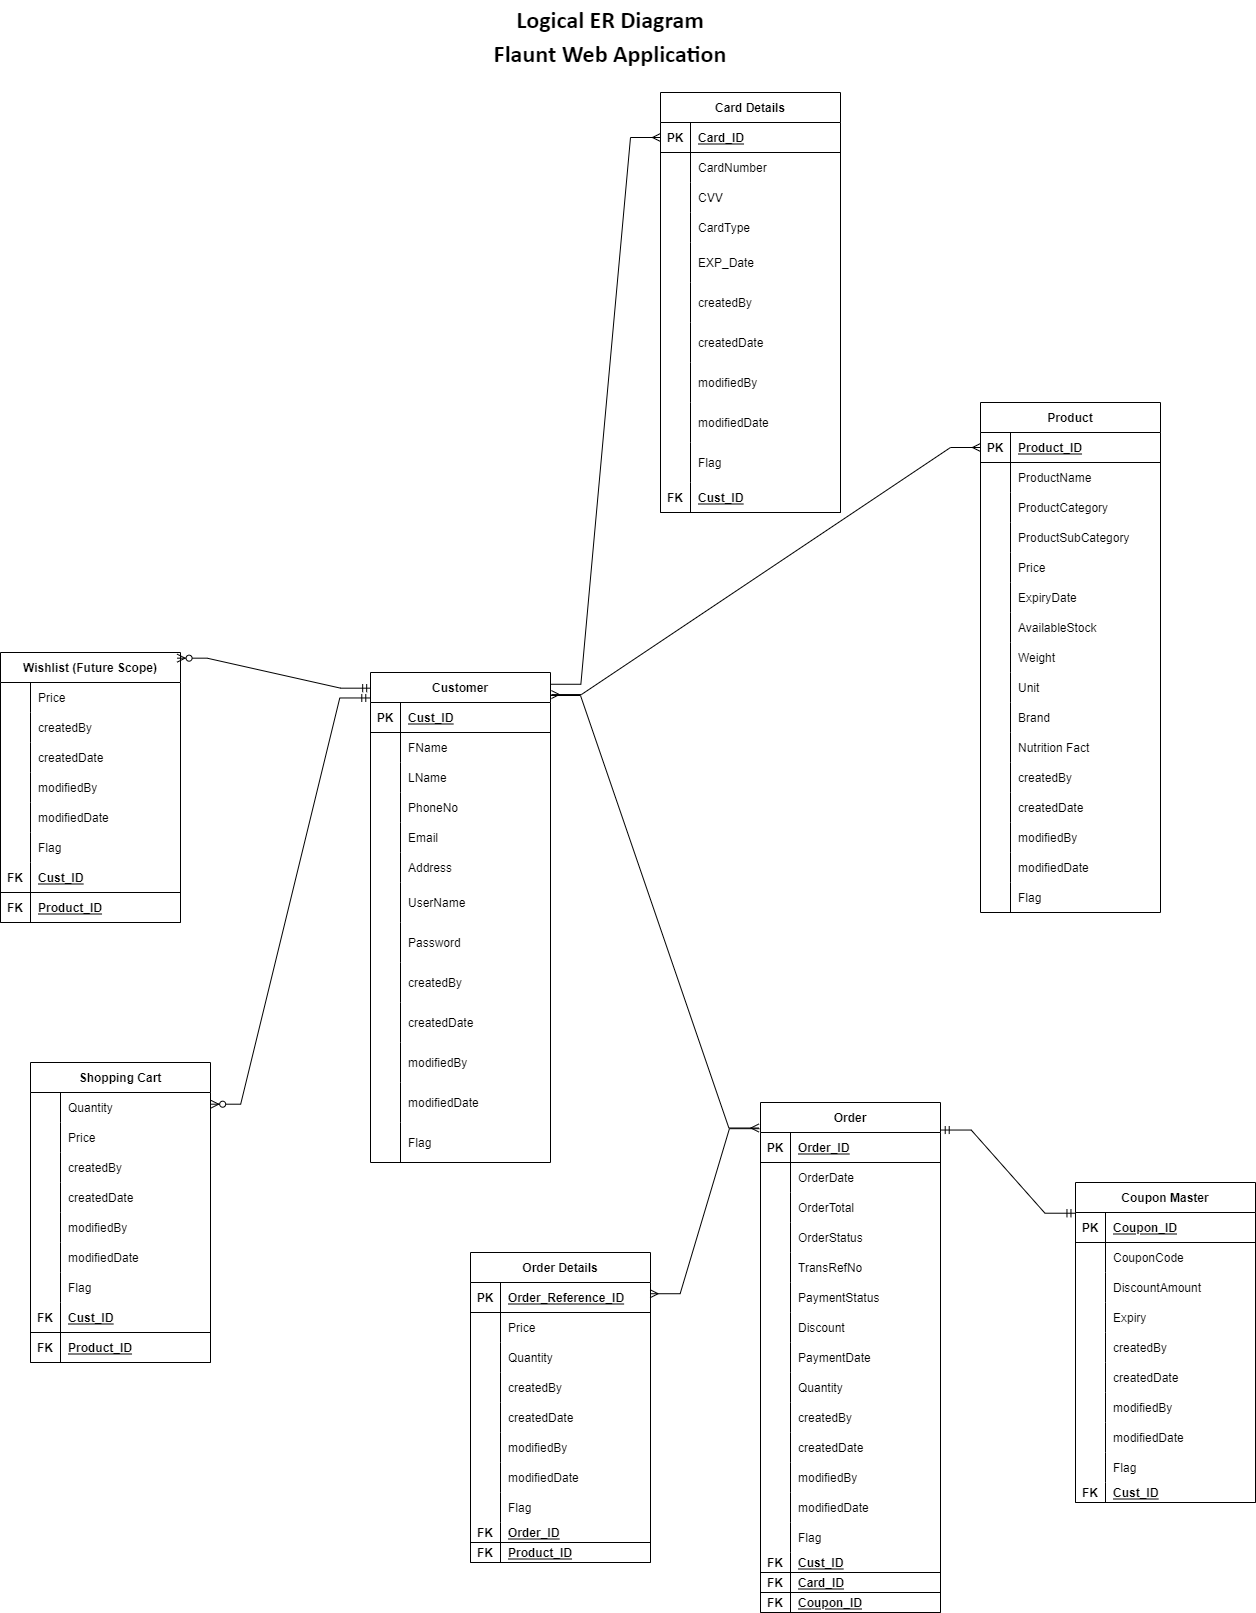 Logical ER Diagram
Flaunt Web Application
Card Details
PK Card_ID
CardNumber
CVV
CardType
EXP_Date
createdBy
createdDate
modifiedBy
modifiedDate
Flag
FK Cust_ID
Product
PK Product_ID
ProductName
ProductCategory
ProductSubCategory
Price
ExpiryDate
AvailableStock
Weight
Unit
Brand
Nutrition Fact
createdBy
createdDate
modifiedBy
modifiedDate
Flag
Wishlist (Future Scope)
Price
createdBy
createdDate
modifiedBy
modifiedDate
Flag
FK Cust_ID
FK Product_ID
Customer
PK Cust_ID
FName
LName
PhoneNo
Email
Address
UserName
Password
createdBy
createdDate
modifiedBy
modifiedDate
Flag
Shopping Cart
Quantity
Price
createdBy
createdDate
modifiedBy
modifiedDate
Flag
FK Cust_ID
FK Product_ID
Order
PK Order_ID
OrderDate
OrderTotal
OrderStatus
TransRefNo
PaymentStatus
Discount
PaymentDate
Quantity
createdBy
createdDate
modifiedBy
modifiedDate
Flag
FK Cust_ID
FK Card_ID
FK Coupon_ID
Coupon Master
PK Coupon_ID
CouponCode
DiscountAmount
Expiry
createdBy
createdDate
modifiedBy
modifiedDate
Flag
FK Cust_ID
Order Details
PK Order_Reference_ID
Price
Quantity
createdBy
createdDate
modifiedBy
modifiedDate
Flag
FK Order_ID
FK Product_ID